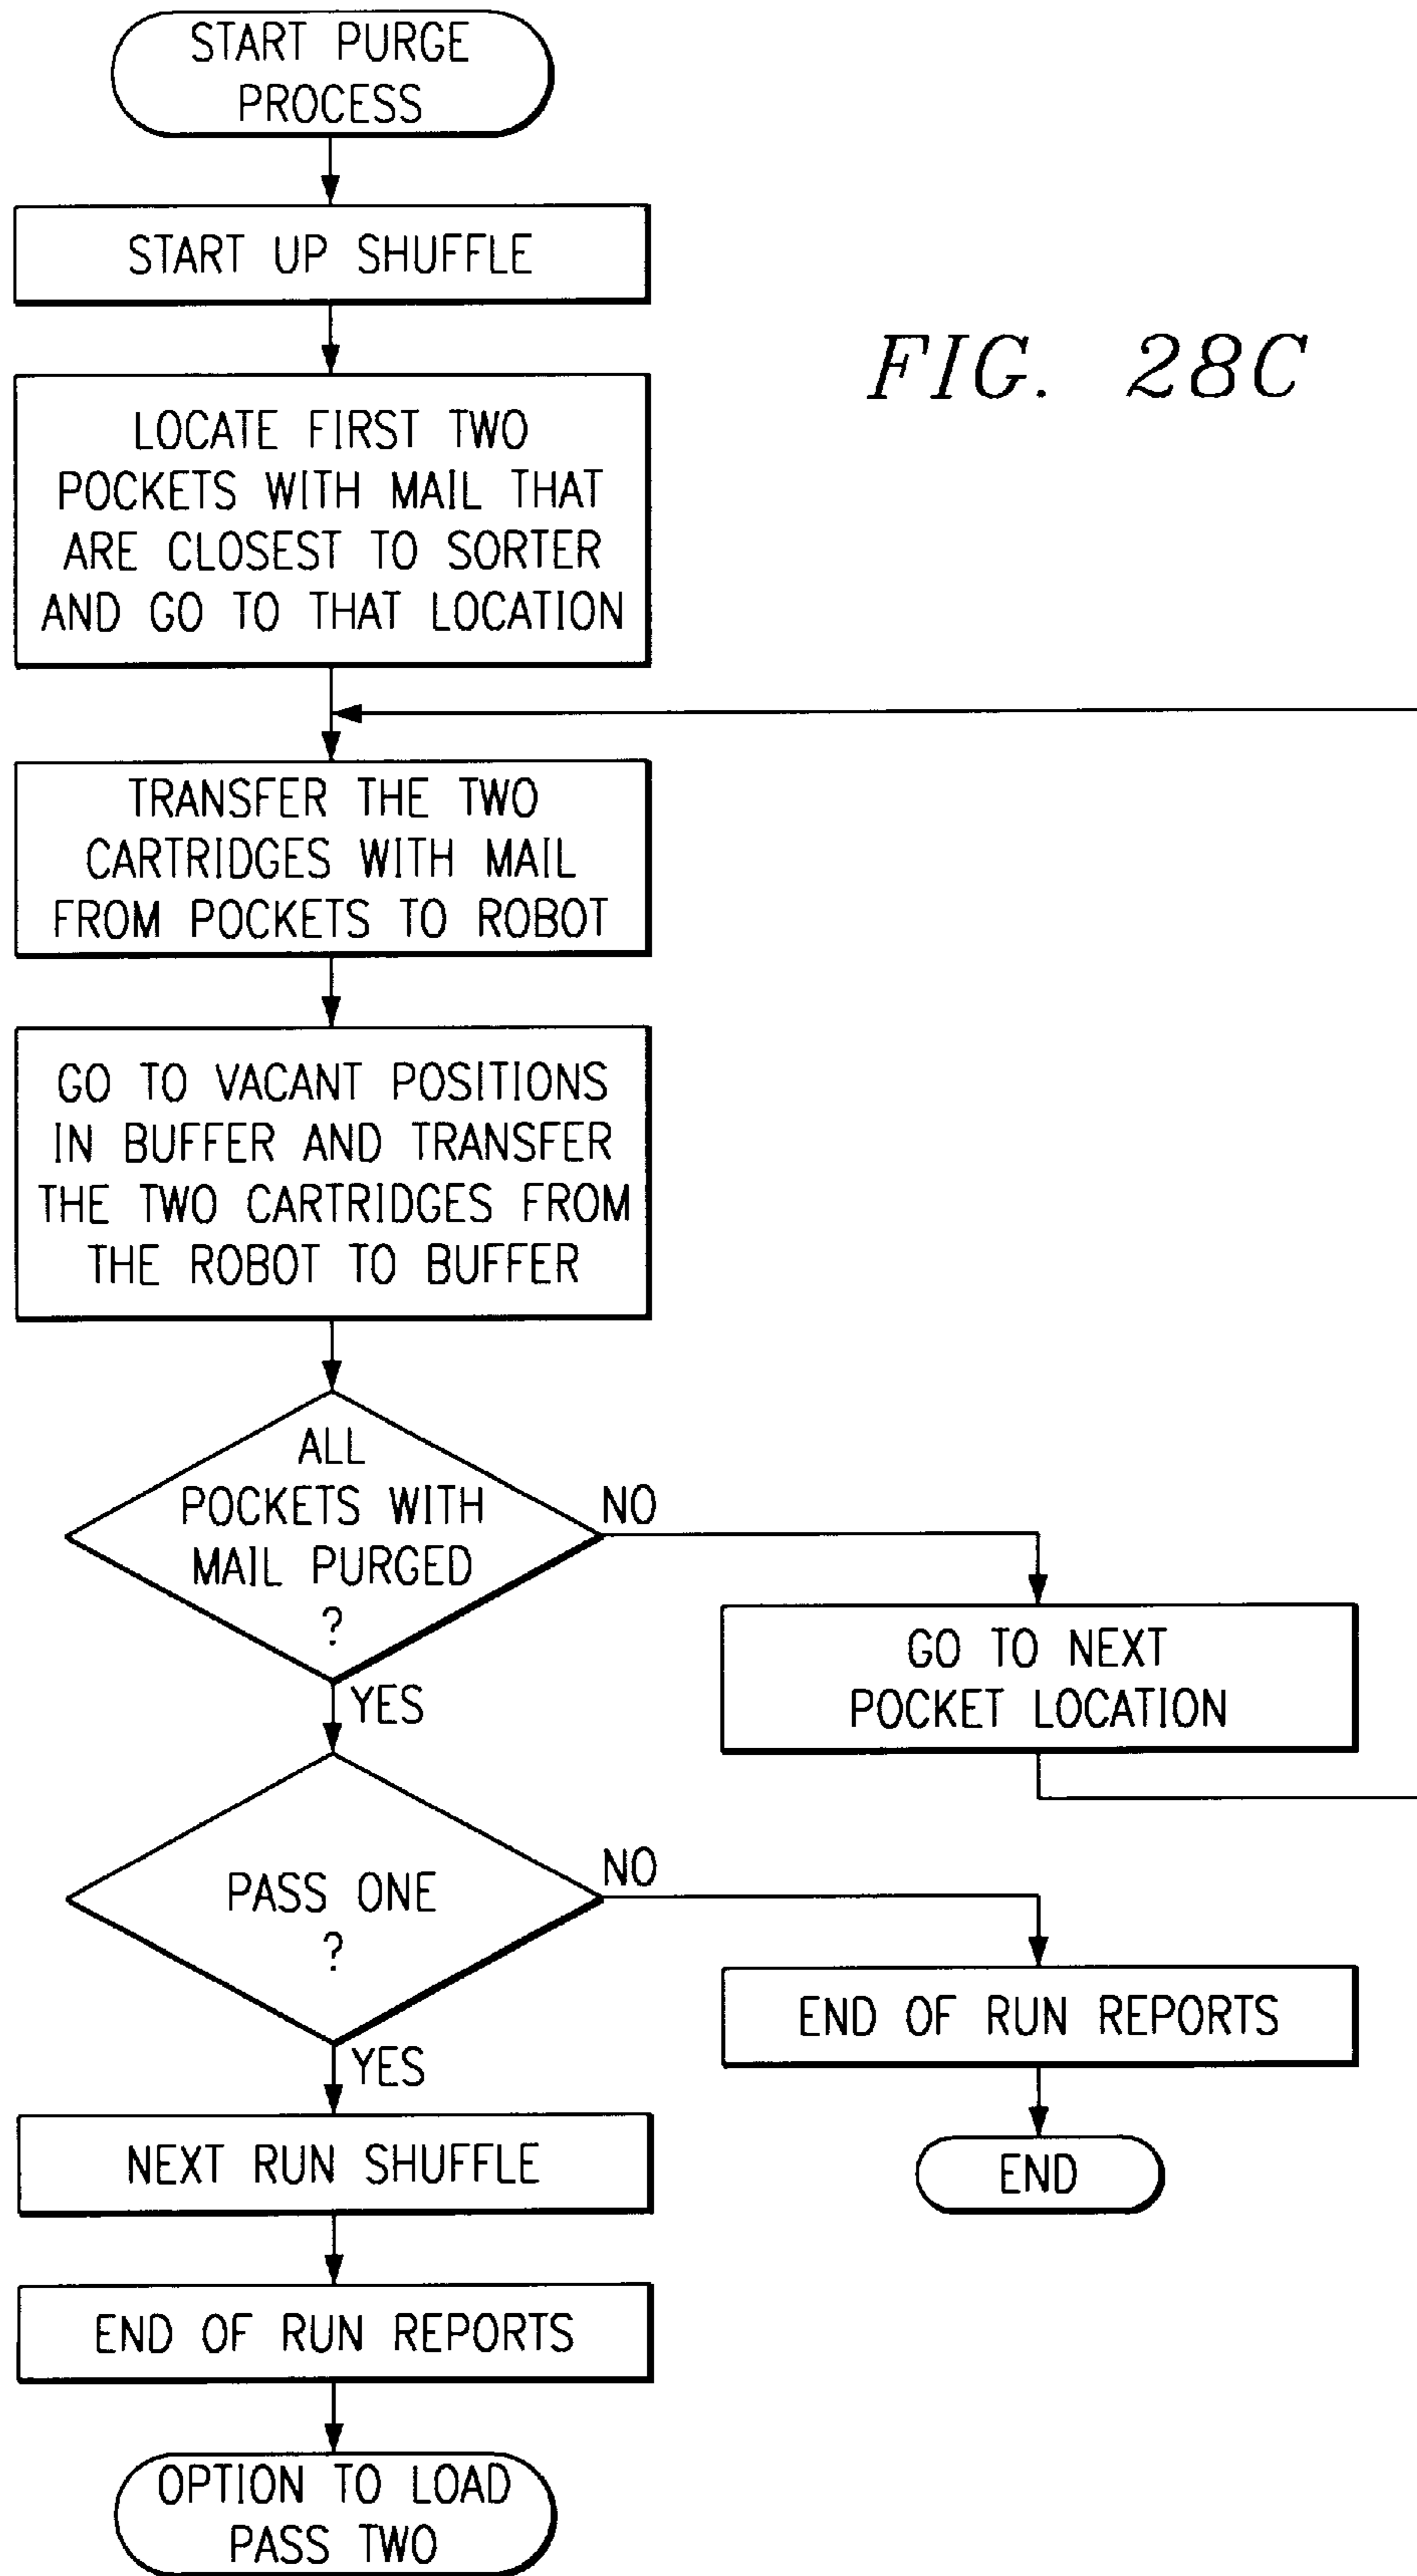 START PURGE
PROCESS
START UP SHUFFLE
FIG. 28C
LOCATE FIRST TWO
POCKETS WITH MAIL THAT
ARE CLOSEST TO SORTER
AND GO TO THAT LOCATION
TRANSFER THE TWO
CARTRIDGES WITH MAIL
FROM POCKETS TO ROBOT
GO TO VACANT POSITIONS
IN BUFFER AND TRANSFER
THE TWO CARTRIDGES FROM
THE ROBOT TO BUFFER
ALL
POCKETS WITH
MAIL PURGED
?
NO
GO TO NEXT
POCKET LOCATION
YES
PASS ONE
?
NO
END OF RUN REPORTS
END
YES
NEXT RUN SHUFFLE
END OF RUN REPORTS
OPTION TO LOAD
PASS TWO